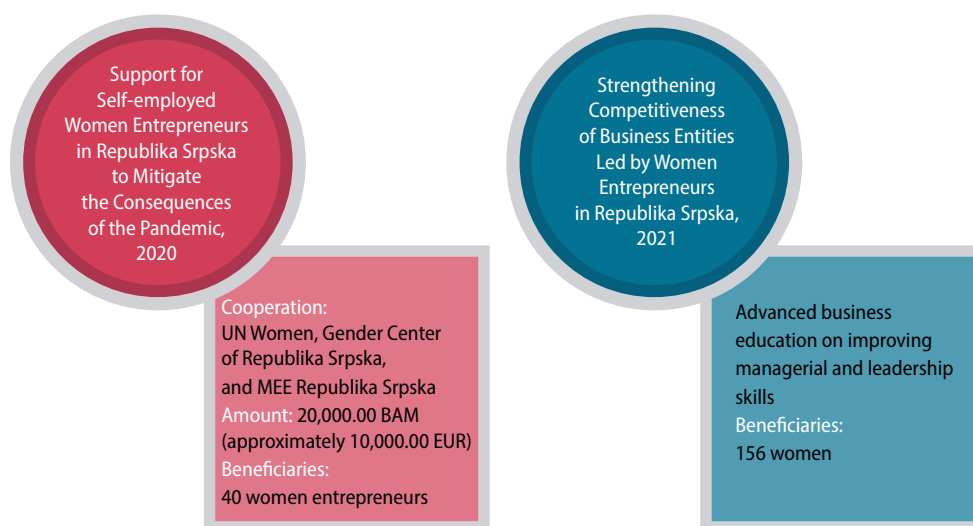 Support for
Self-employed
Women Entrepreneurs
in Republika Srpska
to Mitigate
the Consequences
of the Pandemic,
2020
Cooperation:
UN Women, Gender Center
of Republika Srpska,
and MEE Republika Srpska
Amount: 20,000.00 BAM
(approximately 10,000.00 EUR)
Beneficiaries:
40 women entrepreneurs
Strengthening
Competitiveness
of Business Entities
Led by Women
Entrepreneurs
in Republika Srpska,
2021
Advanced business
education on improving
managerial and leadership
skills
Beneficiaries:
156 women